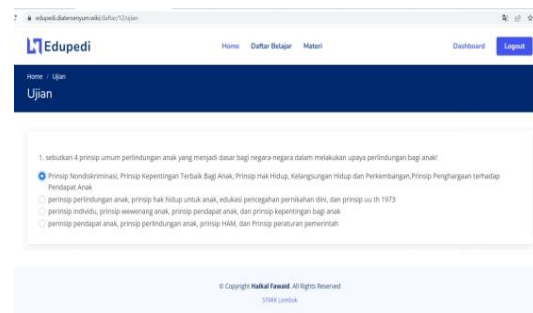 edupedi.diatersenyum.wiki/daftar/12/ujian
Edupedi
Home Daftar Belajar Materi
Dashboard Logout
Home / Ujian
Ujian
1. sebutkan 4 prinsip umum perlindungan anak yang menjadi dasar bagi negara-negara dalam melakukan upaya perlindungan bagi anak!
Prinsip Nondiskriminasi, Prinsip Kepentingan Terbaik Bagi Anak, Prinsip Hak Hidup, Kelangsungan Hidup dan Perkembangan,Prinsip Penghargaan terhadap
Pendapat Anak
perinsip perlindungan anak, prinsip hak hidup untuk anak, edukasi pencegahan pernikahan dini, dan prinsip uu th 1973
perinsip individu, prinsip wewenang anak, prinsip pendapat anak, dan prinsip kepentingan bagi anak
perinsip pendapat anak, prinsip perlindungan anak, prinsip HAM, dan Prinsip peraturan pemerintah
© Copyright Haikal Fawaid. All Rights Reserved
STMIK Lombok